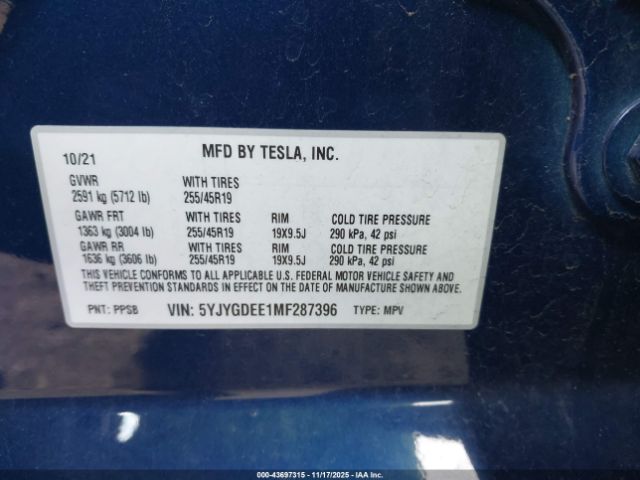 10/21 MFD BY TESLA, INC.
GVWR WITH TIRES
2591 kg (5712 lb) 255/45R19
GAWR FRT WITH TIRES RIM COLD TIRE PRESSURE
1363 kg (3004 lb) 255/45R19 19X9.5J 290 kPa, 42 psi
GAWR RR WITH TIRES RIM COLD TIRE PRESSURE
1636 kg (3606 lb) 255/45R19 19X9.5J 290 kPa, 42 psi
THIS VEHICLE CONFORMS TO ALL APPLICABLE U.S. FEDERAL MOTOR VEHICLE SAFETY AND
THEFT PREVENTION STANDARDS IN EFFECT ON THE DATE OF MANUFACTURE SHOWN ABOVE.
PNT: PPSB VIN: 5YJYGDEE1MF287396 TYPE: MPV
000-43697315 - 11/17/2025 - IAAI.CA